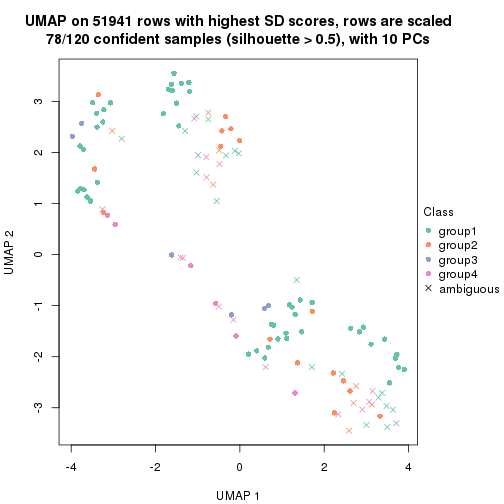 UMAP on 51941 rows with highest SD scores, rows are scaled
78/120 confident samples (silhouette > 0.5), with 10 PCs
3
2
1
0
-1
-2
-3
UMAP 2
-4
-2
0
2
4
UMAP 1
Class
group1
group2
group3
group4
ambiguous